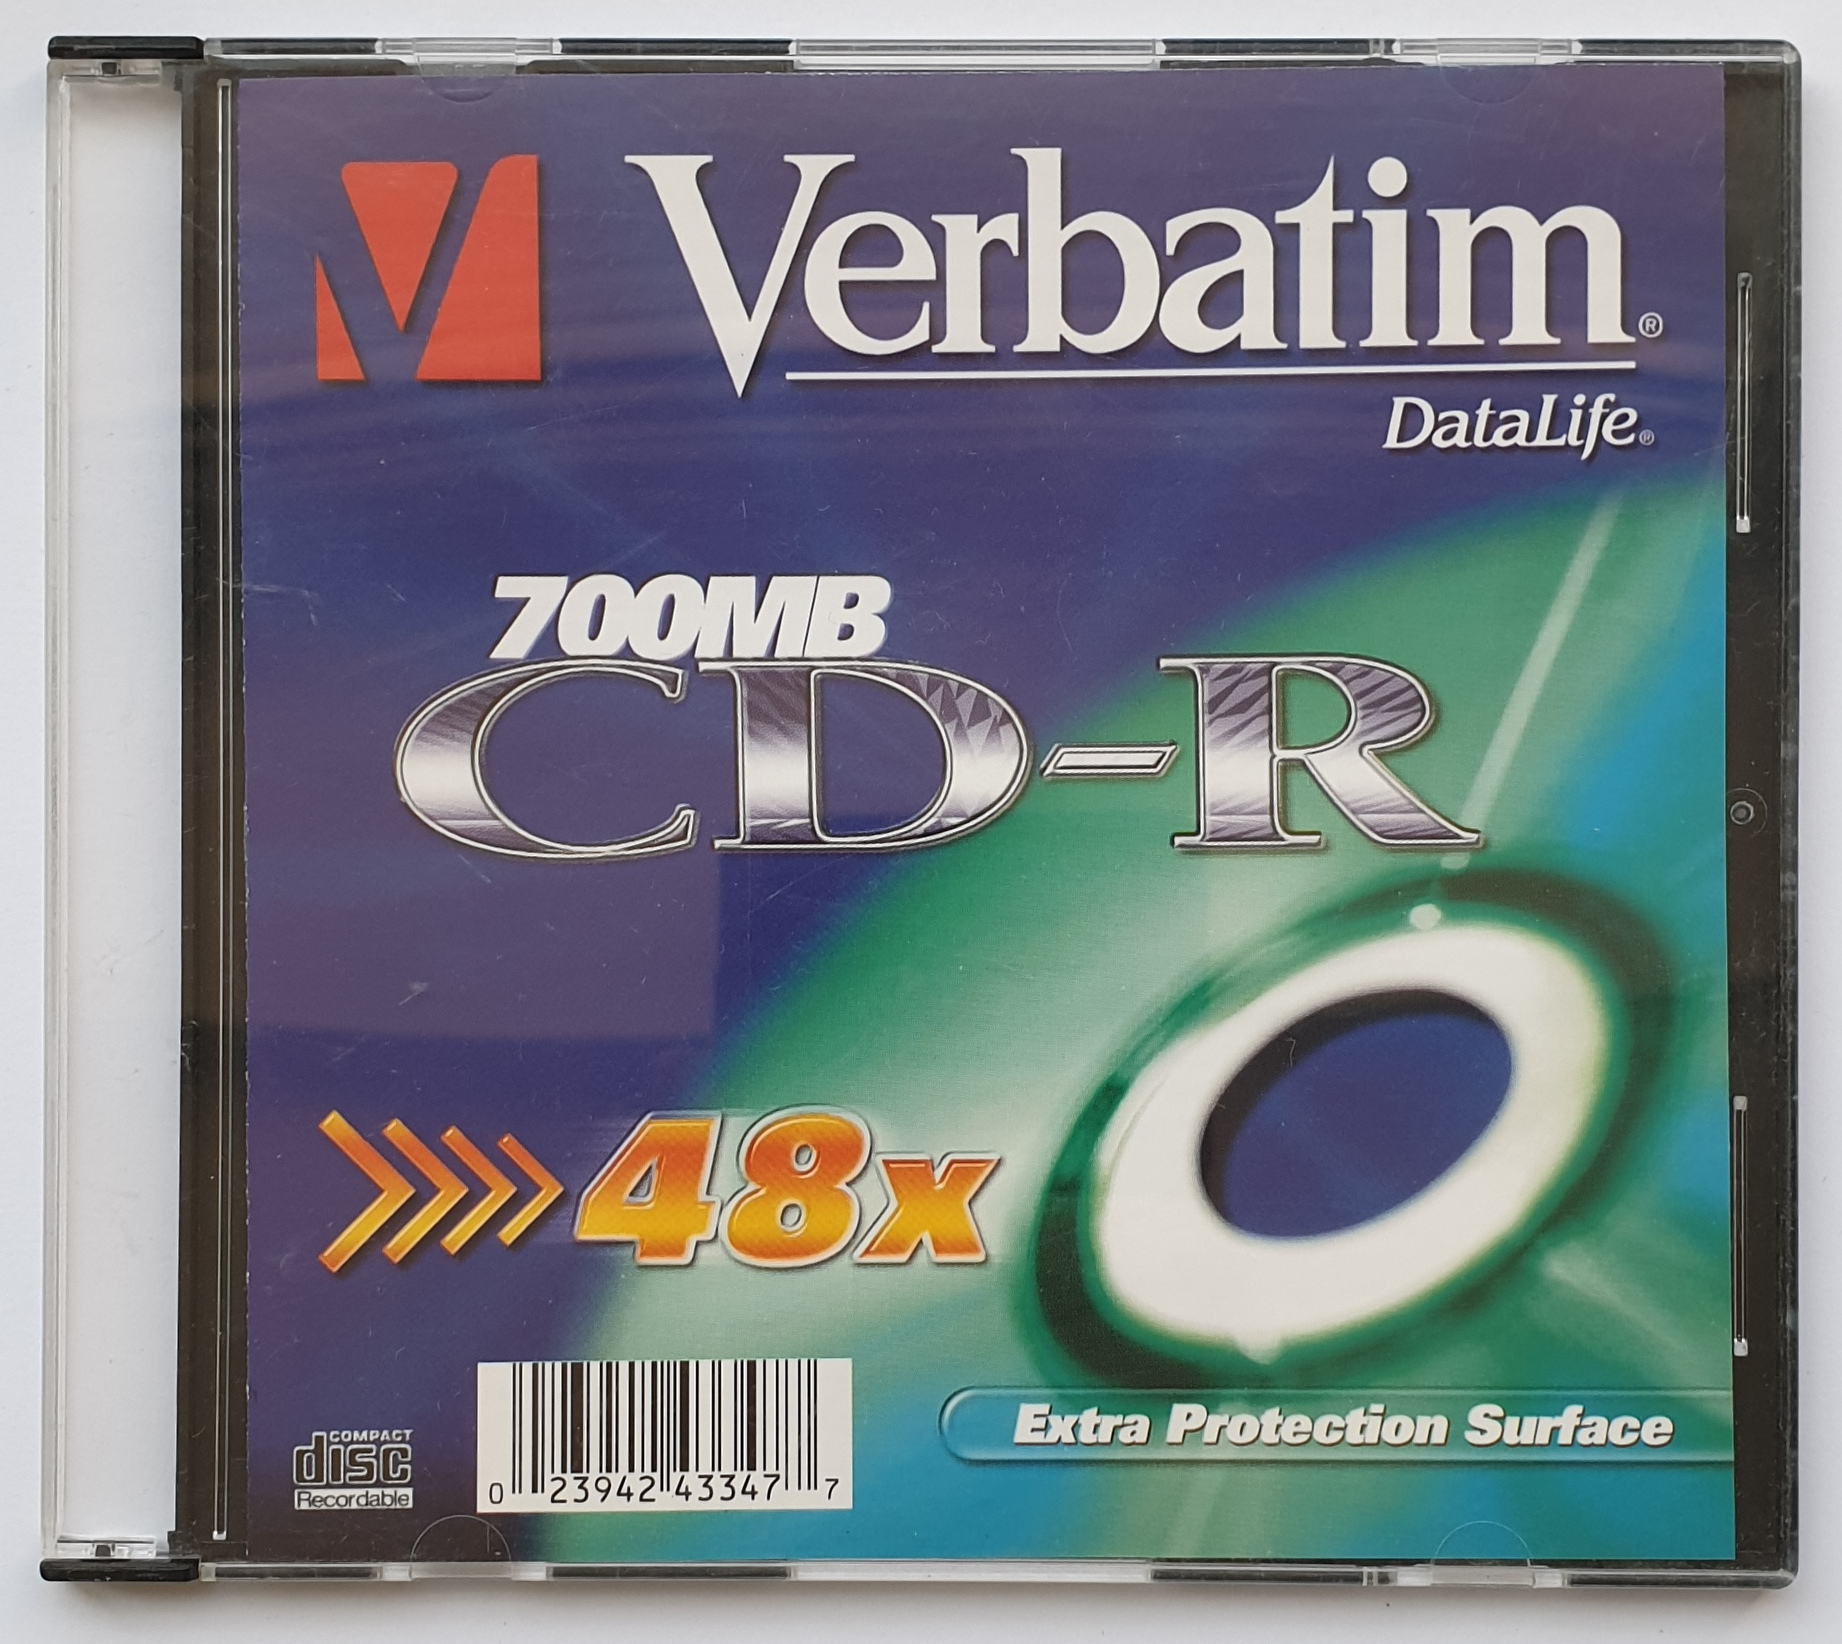 Verbatim®
DataLife®
700MB
CD-R
48x
Extra Protection Surface
COMPACT
disc
Recordable
0 23942 43347 7